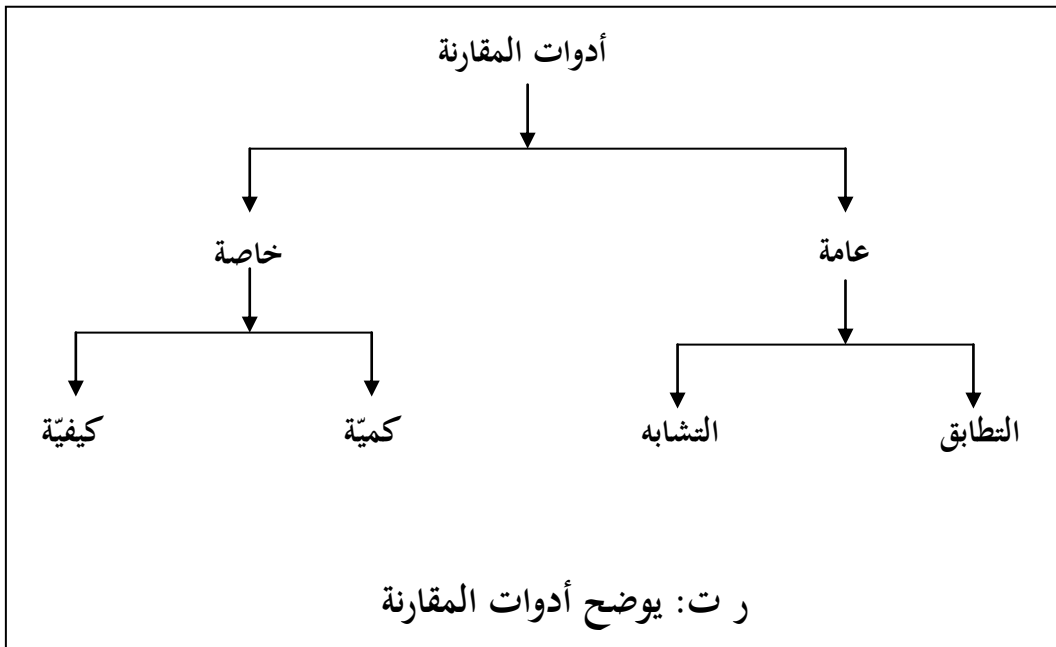 أدوات المقارنة
عامة خاصة
التطابق التشابه كميّة كيفيّة
ر ت: يوضح أدوات المقارنة